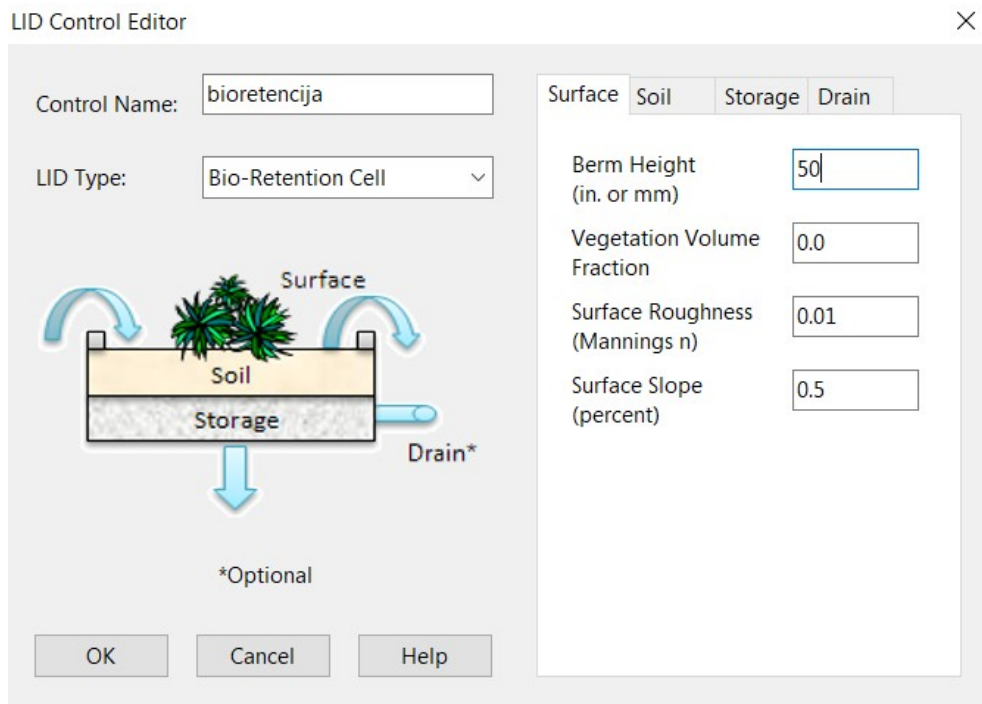 LID Control Editor
Control Name:
bioretencija
LID Type:
Bio-Retention Cell
Surface
Soil
Storage
Drain*
*Optional
OK
Cancel
Help
Surface
Soil
Storage
Drain
Berm Height
(in. or mm)
50
Vegetation Volume
Fraction
0.0
Surface Roughness
(Mannings n)
0.01
Surface Slope
(percent)
0.5